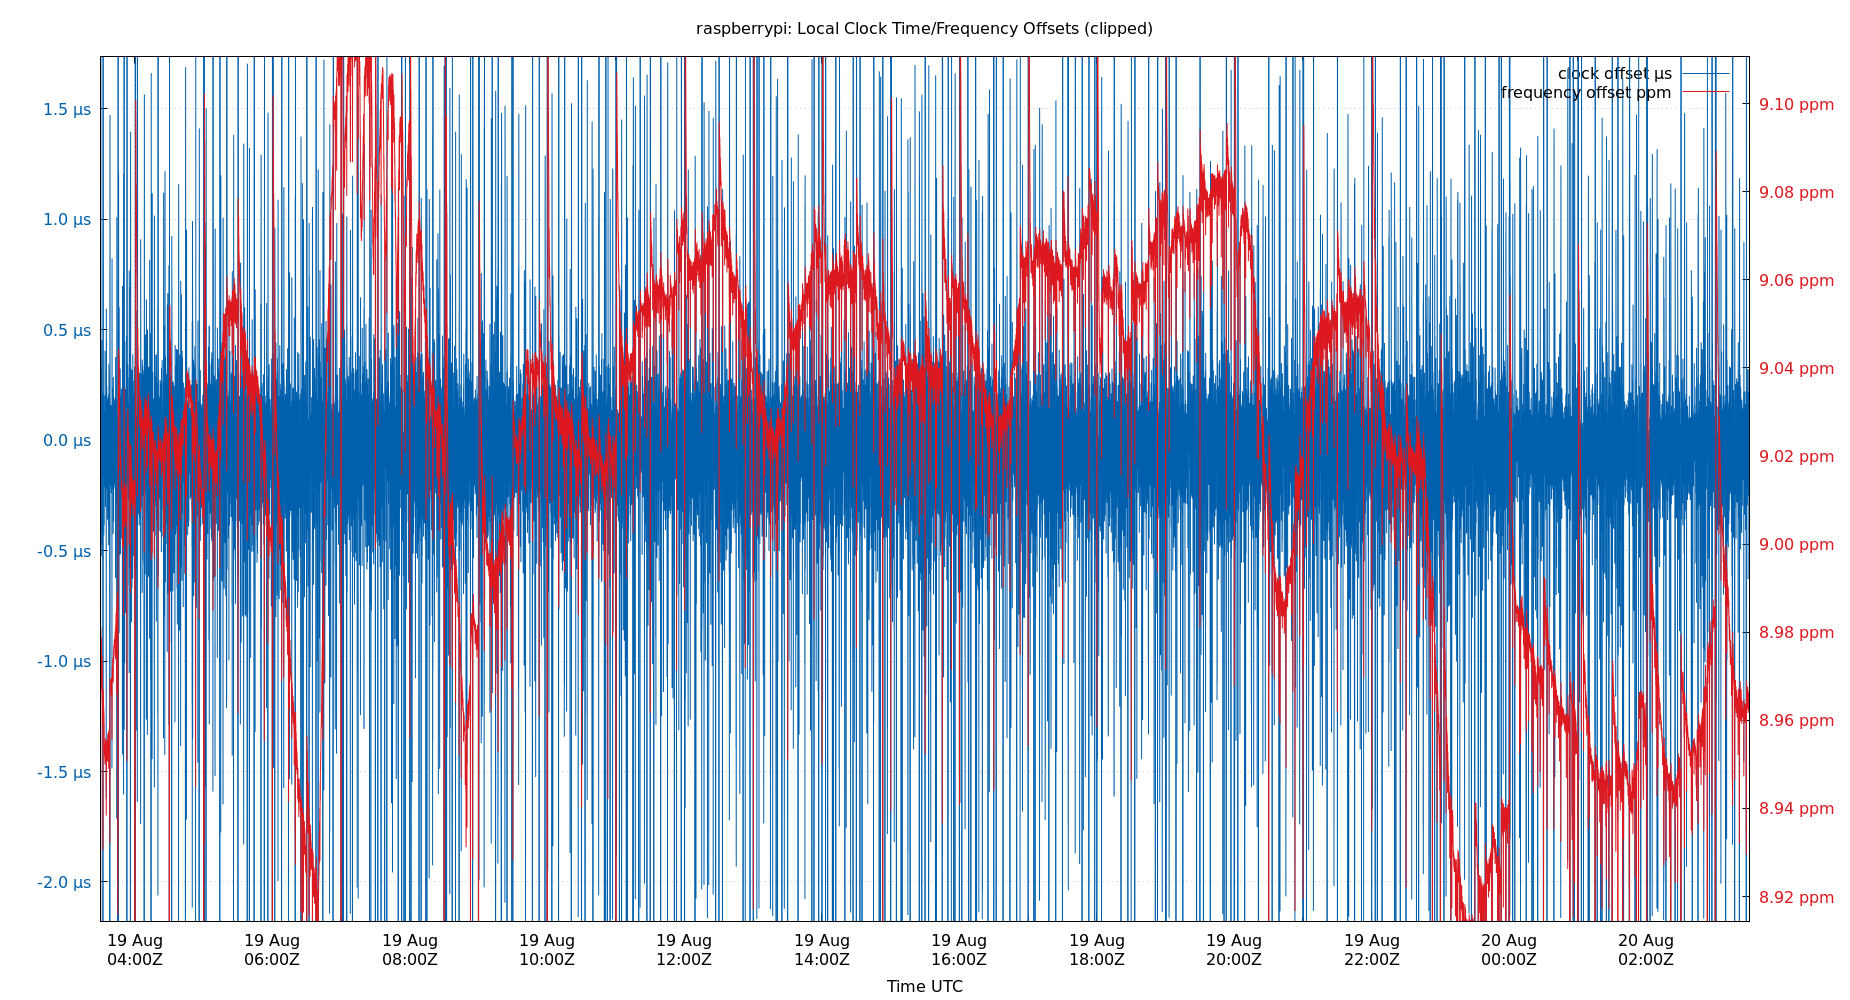 raspberrypi: Local Clock Time/Frequency Offsets (clipped)
clock offset µs
frequency offset ppm
1.5 µs
1.0 µs
0.5 µs
0.0 µs
-0.5 µs
-1.0 µs
-1.5 µs
-2.0 µs
9.10 ppm
9.08 ppm
9.06 ppm
9.04 ppm
9.02 ppm
9.00 ppm
8.98 ppm
8.96 ppm
8.94 ppm
8.92 ppm
19 Aug
04:00Z
19 Aug
06:00Z
19 Aug
08:00Z
19 Aug
10:00Z
19 Aug
12:00Z
19 Aug
14:00Z
19 Aug
16:00Z
19 Aug
18:00Z
19 Aug
20:00Z
19 Aug
22:00Z
20 Aug
00:00Z
20 Aug
02:00Z
Time UTC